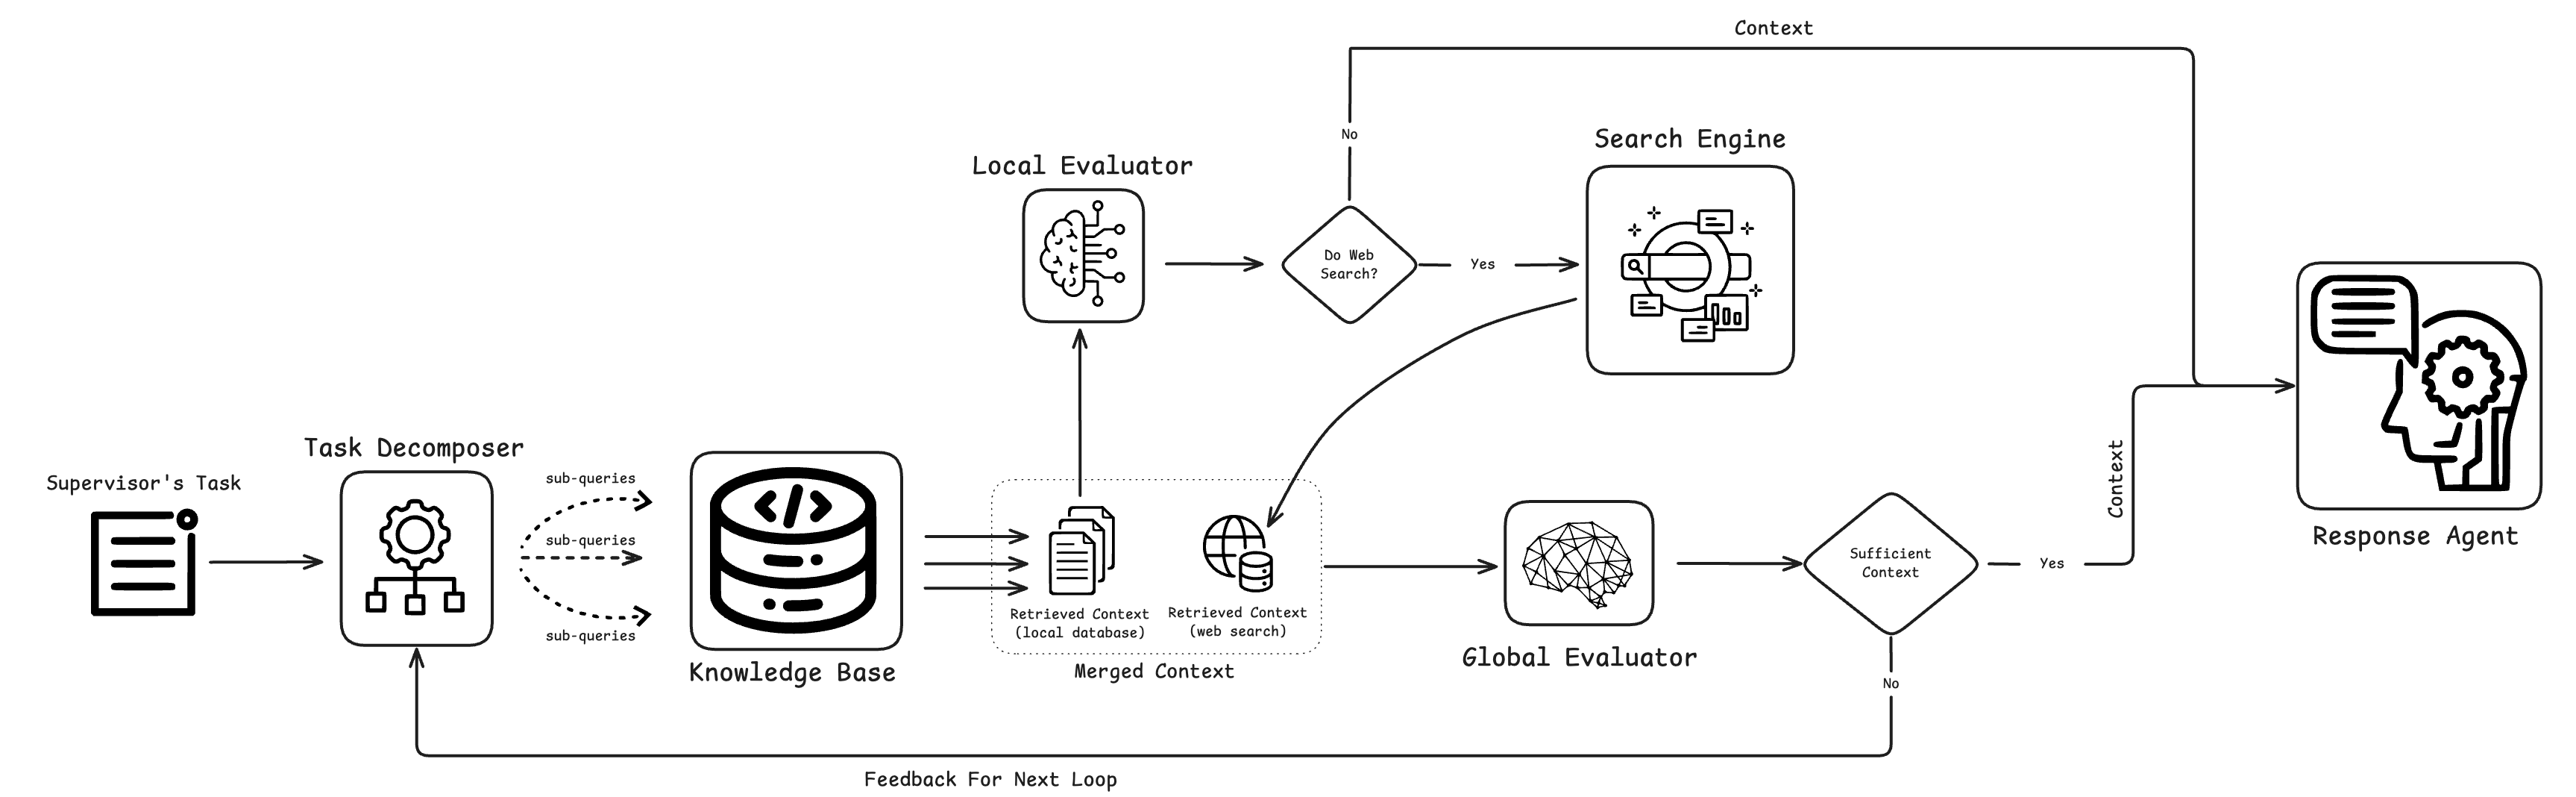 Context
No
Search Engine
Local Evaluator
Do Web
Search?
Yes
Task Decomposer
Supervisor's Task
sub-queries
sub-queries
sub-queries
Knowledge Base
Retrieved Context
(local database)
Retrieved Context
(web search)
Merged Context
Global Evaluator
Sufficient
Context
Yes
Context
Response Agent
No
Feedback For Next Loop